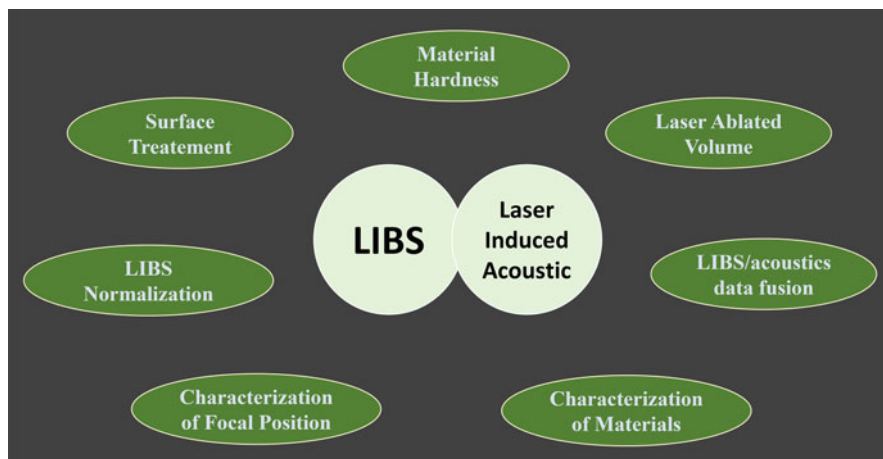 Material
Hardness
Surface
Treatement
Laser Ablated
Volume
LIBS
Laser
Induced
Acoustic
LIBS
Normalization
LIBS/acoustics
data fusion
Characterization
of Focal Position
Characterization
of Materials